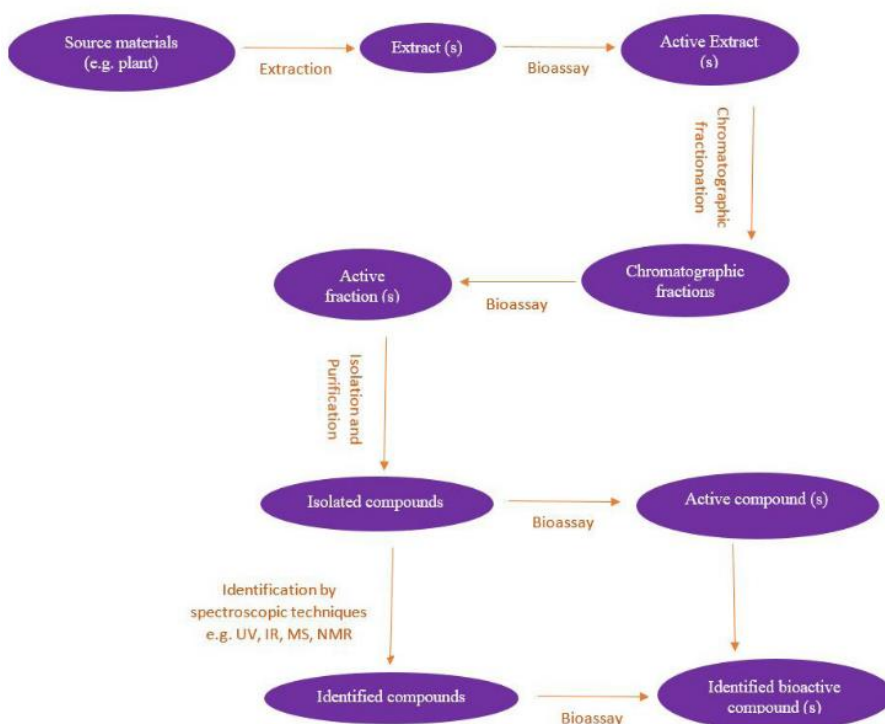 Source materials
(e.g. plant)
Extraction
Extract (s)
Bioassay
Active Extract
(s)
Chromatographic
fractionation
Chromatographic
fractions
Bioassay
Active
fraction (s)
Isolation and
Purification
Isolated compounds
Bioassay
Active compound (s)
Identification by
spectroscopic techniques
e.g. UV, IR, MS, NMR
Identified compounds
Bioassay
Identified bioactive
compound (s)